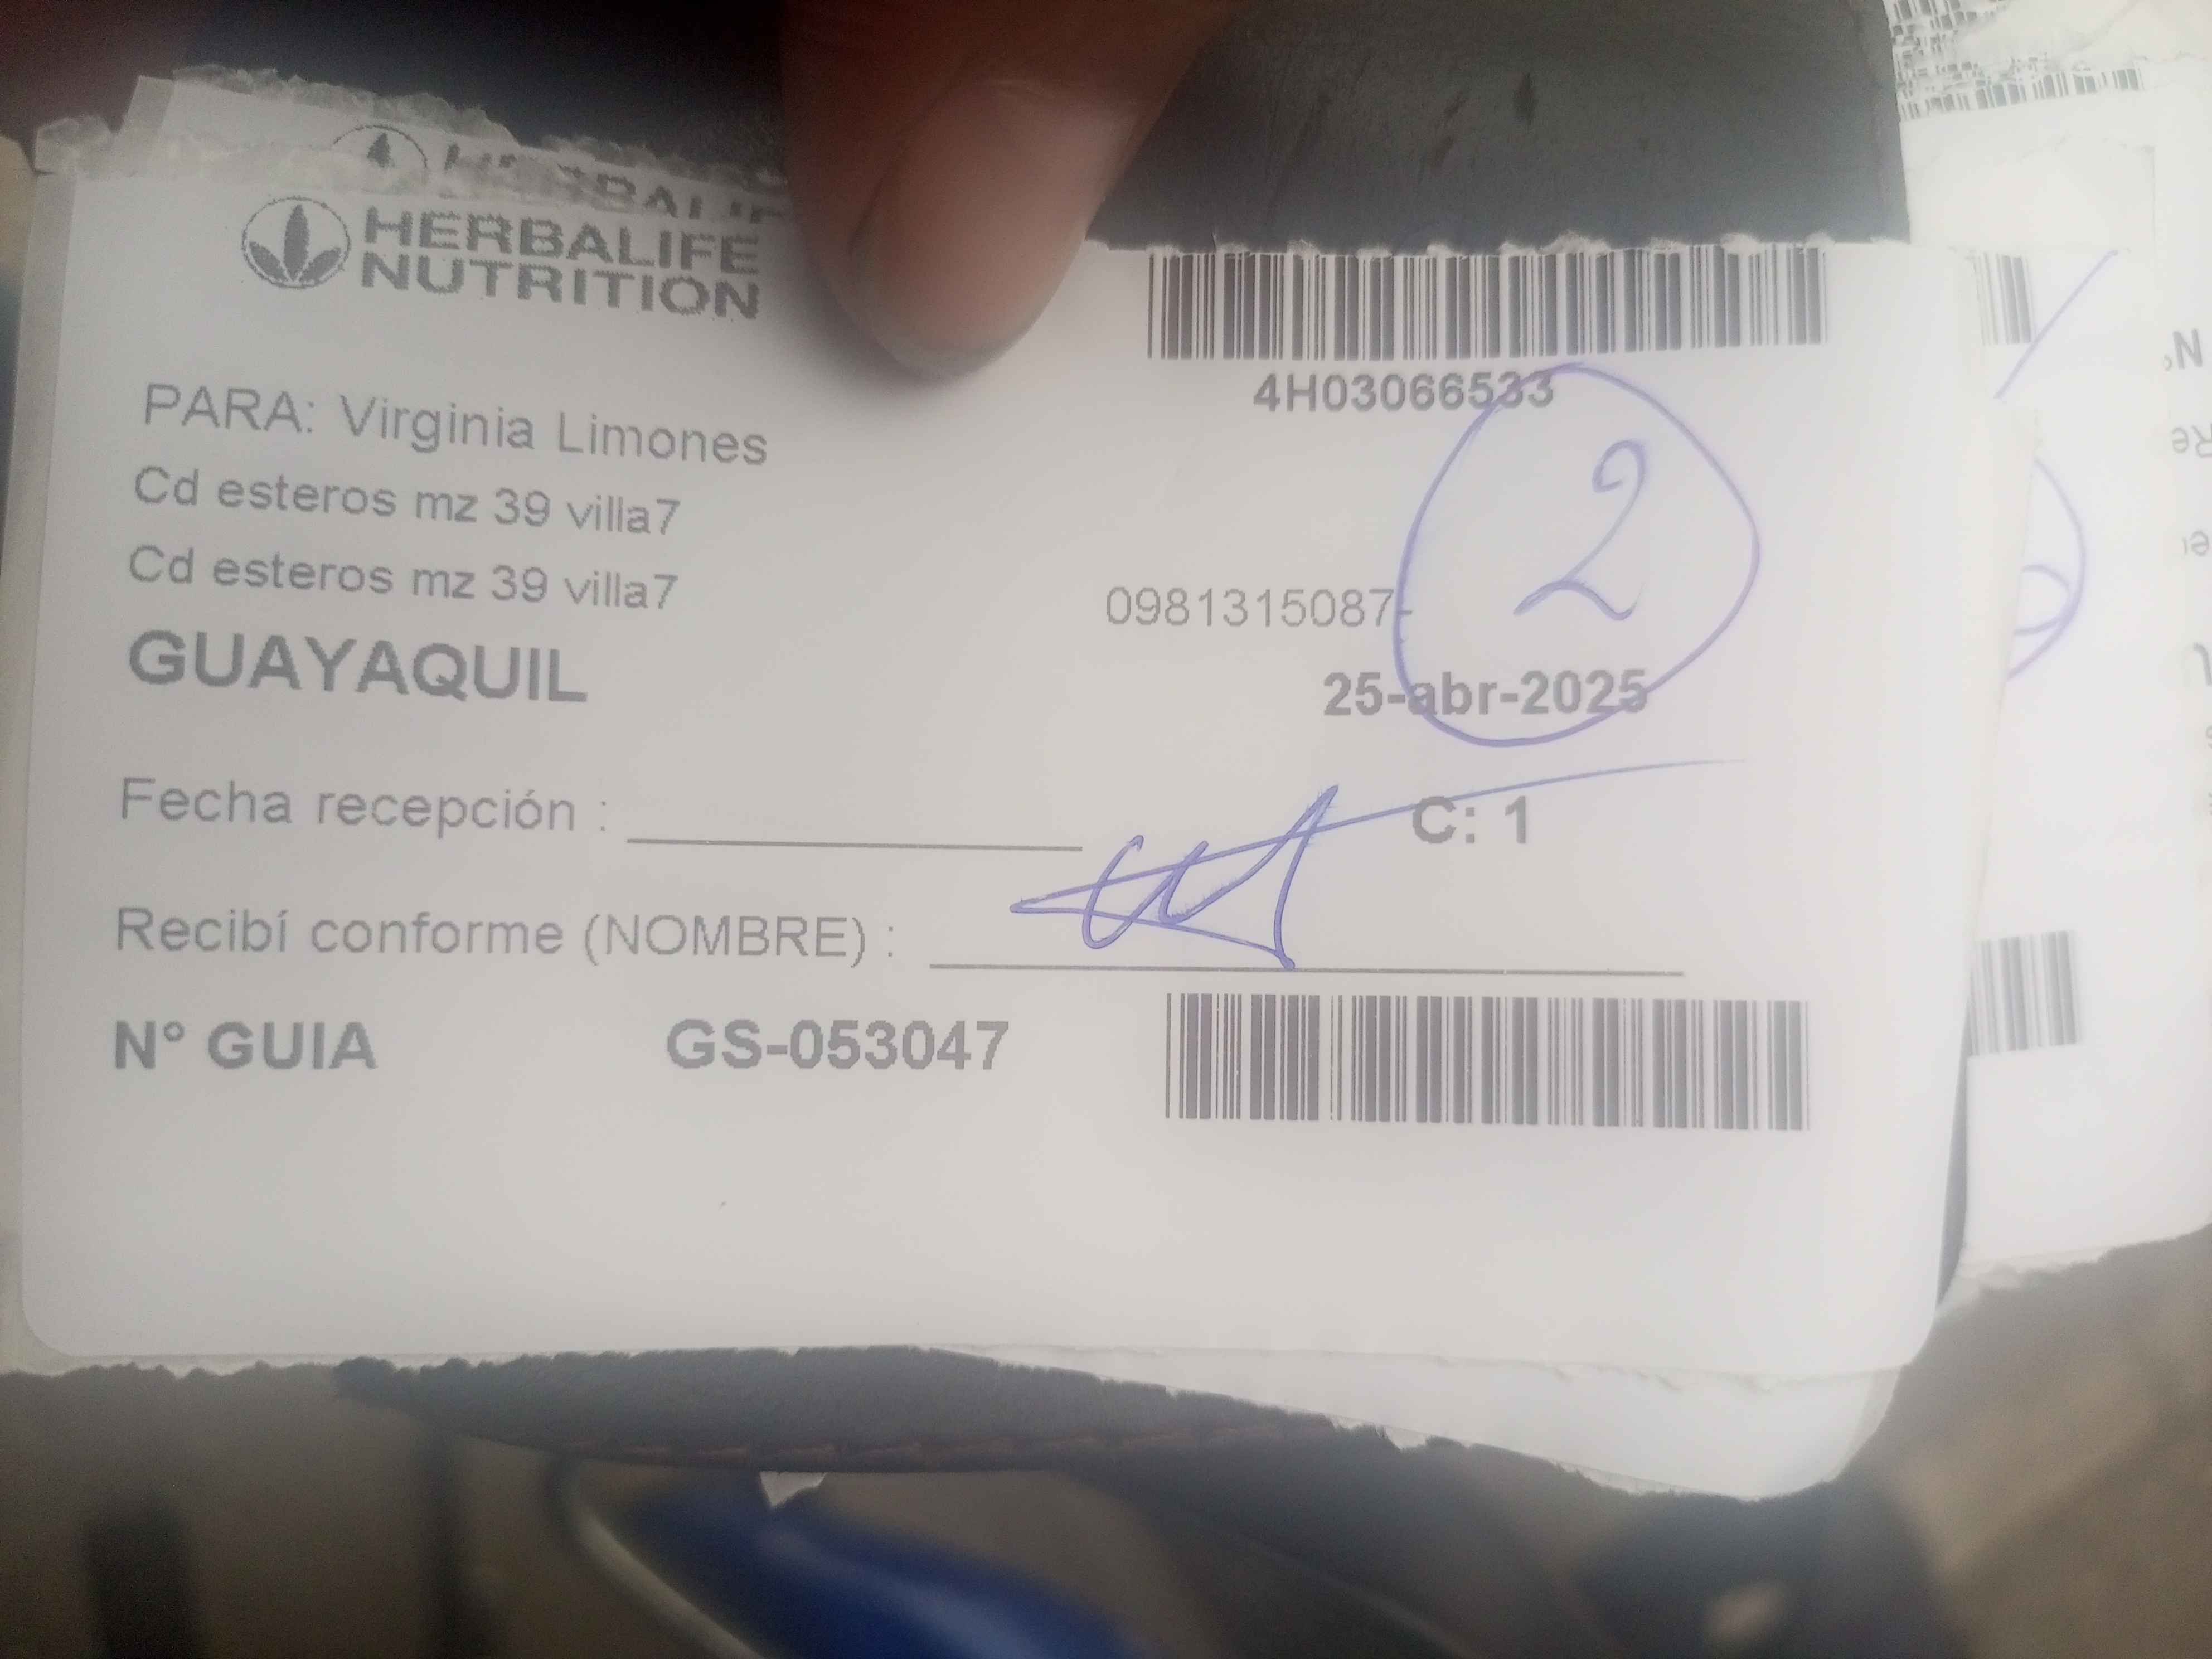 HERBALIFE
NUTRITION
4H03066533
PARA: Virginia Limones
Cd esteros mz 39 villa7
Cd esteros mz 39 villa7
0981315087-
2
GUAYAQUIL
25-abr-2025
Fecha recepción :
C: 1
Recibí conforme (NOMBRE) :
N° GUIA GS-053047